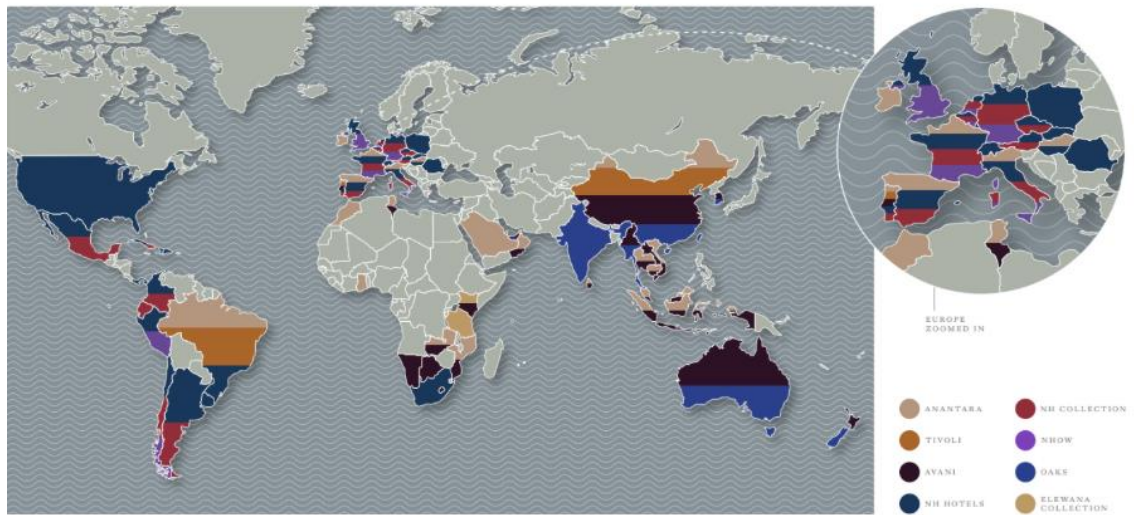 EUROPE
ZOOMED IN
ANANTARA
NH COLLECTION
TIVOLI
NHOW
AVANI
OAKS
NH HOTELS
ELEWANA
COLLECTION